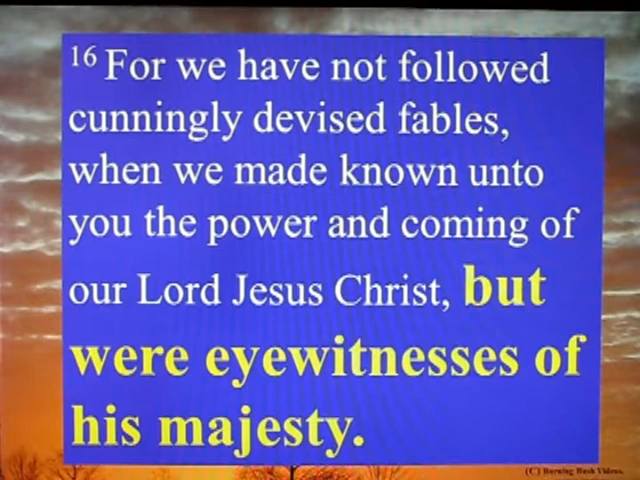 16 For we have not followed
cunningly devised fables,
when we made known unto
you the power and coming of
our Lord Jesus Christ, but
were eyewitnesses of
his majesty.
(C) Burning Bush Videos.